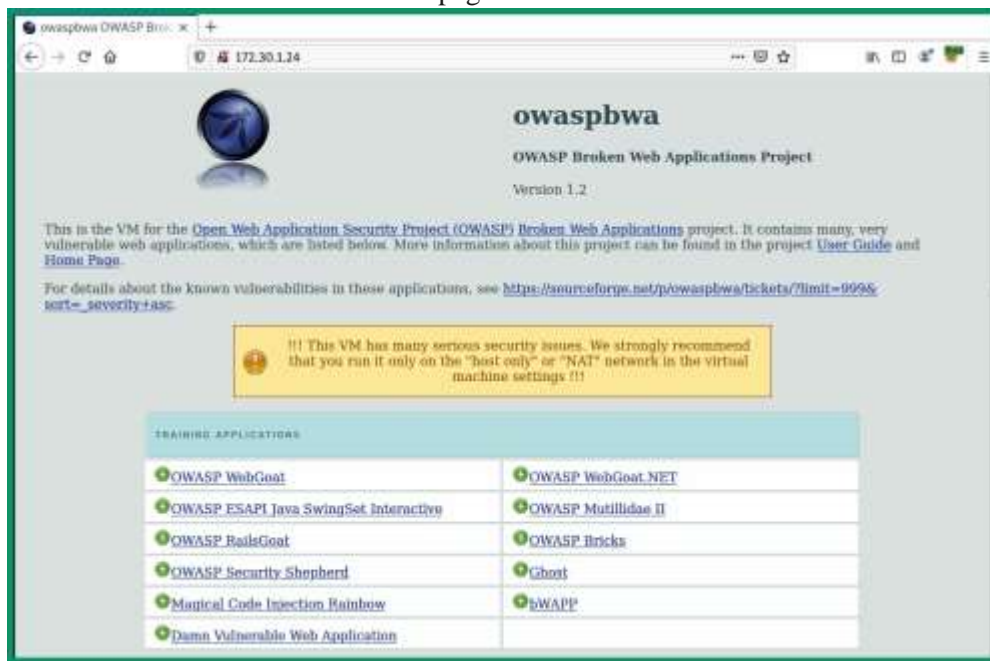 page
owaspbwa OWASP Bro
172.30.1.24
owaspbwa
OWASP Broken Web Applications Project
Version 1.2
This is the VM for the Open Web Application Security Project (OWASP) Broken Web Applications project. It contains many, very
vulnerable web applications, which are listed below. More information about this project can be found in the project User Guide and
Home Page.
For details about the known vulnerabilities in these applications, see https://sourceforge.net/p/owaspbwa/tickets/?limit=999&
sort=_severity+asc.
!!! This VM has many serious security issues. We strongly recommend
that you run it only on the "host only" or "NAT" network in the virtual
machine settings !!!
TRAINING APPLICATIONS
OWASP WebGoat
OWASP WebGoat.NET
OWASP ESAPI Java SwingSet Interactive
OWASP Mutillidae II
OWASP RailsGoat
OWASP Bricks
OWASP Security Shepherd
Ghost
Magical Code Injection Rainbow
bWAPP
Damn Vulnerable Web Application